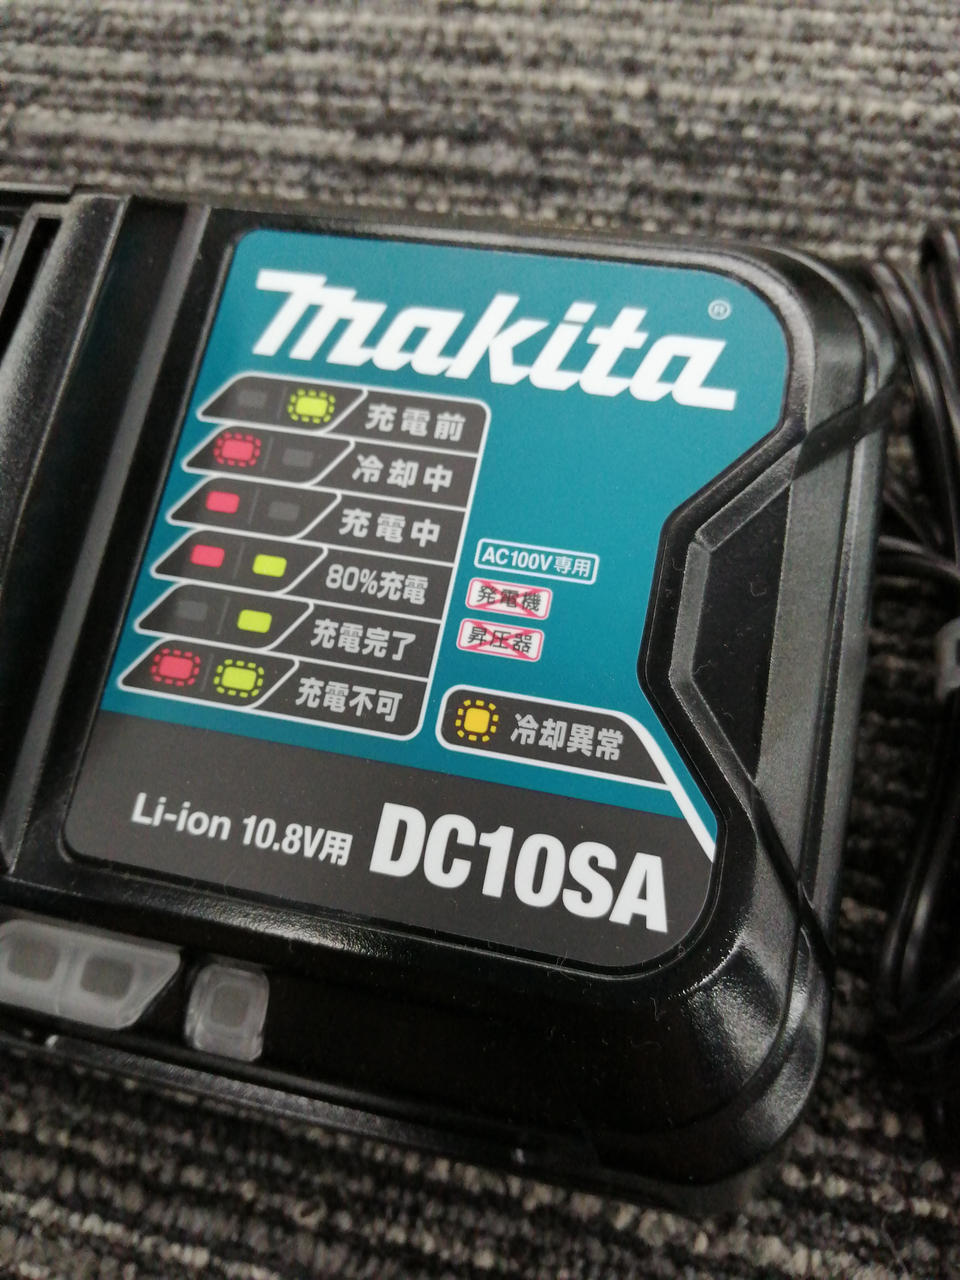 makita®
充電前
冷却中
充電中
80%充電
充電完了
充電不可
AC100V専用
発電機
昇圧器
冷却異常
Li-ion 10.8V用 DC10SA